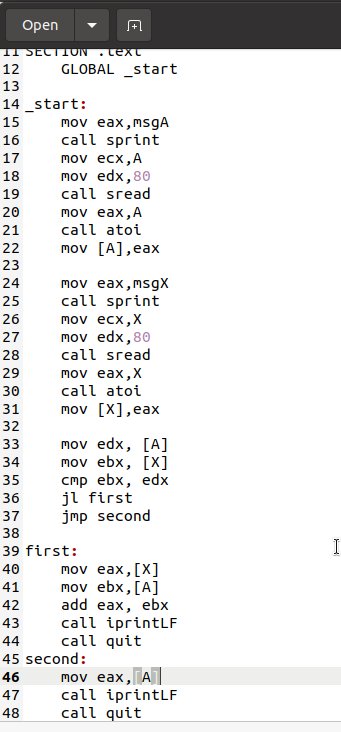 Open
11 SECTION .text
12     GLOBAL _start
13
14 _start:
15     mov eax,msgA
16     call sprint
17     mov ecx,A
18     mov edx,80
19     call sread
20     mov eax,A
21     call atoi
22     mov [A],eax
23
24     mov eax,msgX
25     call sprint
26     mov ecx,X
27     mov edx,80
28     call sread
29     mov eax,X
30     call atoi
31     mov [X],eax
32
33     mov edx, [A]
34     mov ebx, [X]
35     cmp ebx, edx
36     jl first
37     jmp second
38
39 first:
40     mov eax,[X]
41     mov ebx,[A]
42     add eax, ebx
43     call iprintLF
44     call quit
45 second:
46     mov eax,[A]
47     call iprintLF
48     call quit